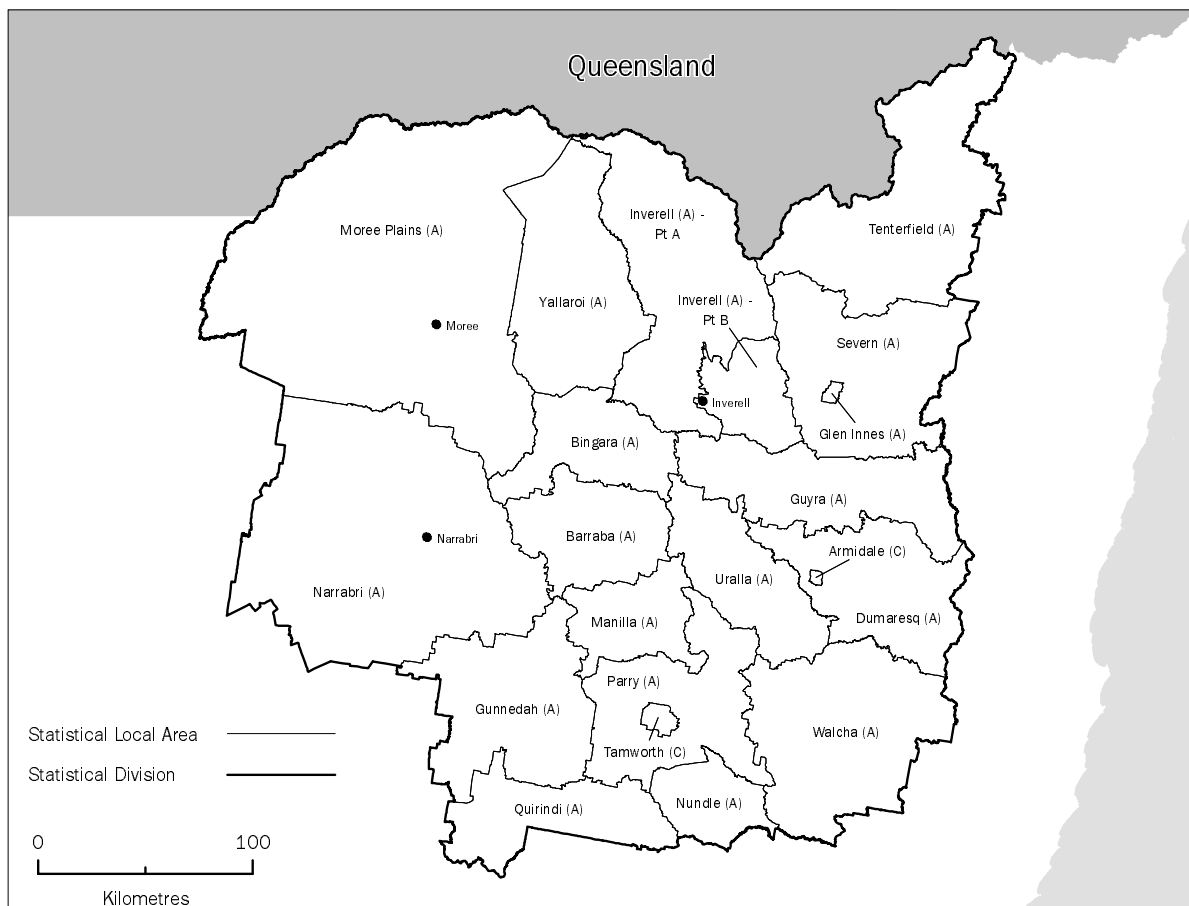 Queensland
Moree Plains (A)
Inverell (A) -
Pt A
Tenterfield (A)
Yallaroi (A)
Inverell (A) -
Pt B
Moree
Severn (A)
Inverell
Glen Innes (A)
Bingara (A)
Guyra (A)
Narrabri
Barraba (A)
Armidale (C)
Uralla (A)
Narrabri (A)
Manilla (A)
Dumaresq (A)
Parry (A)
Gunnedah (A)
Walcha (A)
Tamworth (C)
Nundle (A)
Quirindi (A)
Statistical Local Area
Statistical Division
0 100
Kilometres